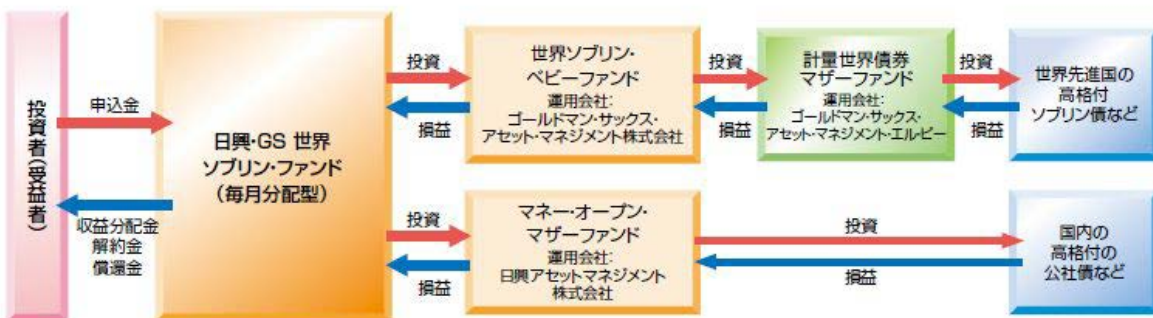 投資者(受益者)
申込金
収益分配金
解約金
償還金
日興・GS 世界
ソブリン・ファンド
(毎月分配型)
投資
損益
世界ソブリン・
ベビーファンド
運用会社:
ゴールドマン・サックス・
アセット・マネジメント株式会社
投資
損益
計量世界債券
マザーファンド
運用会社:
ゴールドマン・サックス・
アセット・マネジメント・エル・ピー
投資
損益
世界先進国の
高格付
ソブリン債など
投資
損益
マネー・オープン・
マザーファンド
運用会社:
日興アセットマネジメント
株式会社
投資
損益
国内の
高格付の
公社債など